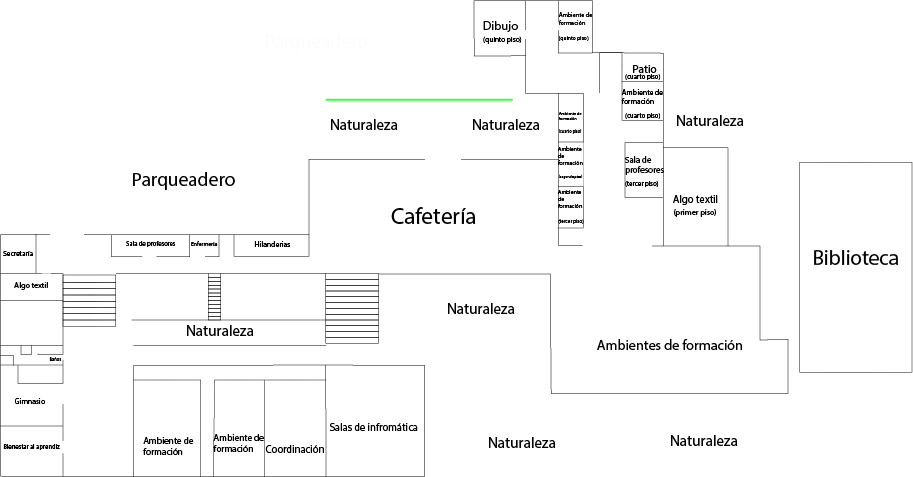 Dibujo
(quinto piso)
Ambiente de
formación
(quinto piso)
Patio
(cuarto piso)
Ambiente de
formación
(cuarto piso)
Naturaleza
Naturaleza
Ambiente de
formación
(cuarto piso)
Naturaleza
Ambiente
de
formación
(segundo piso)
Sala de
profesores
(tercer piso)
Parqueadero
Ambiente
de
formación
(tercer piso)
Algo textil
(primer piso)
Cafetería
Secretaría
Sala de profesores
Enfermería
Hilanderias
Biblioteca
Algo textil
Naturaleza
Naturaleza
Ambientes de formación
Baños
Gimnasio
Bienestar al aprendiz
Ambiente de
formación
Ambiente de
formación
Coordinación
Salas de infromática
Naturaleza
Naturaleza